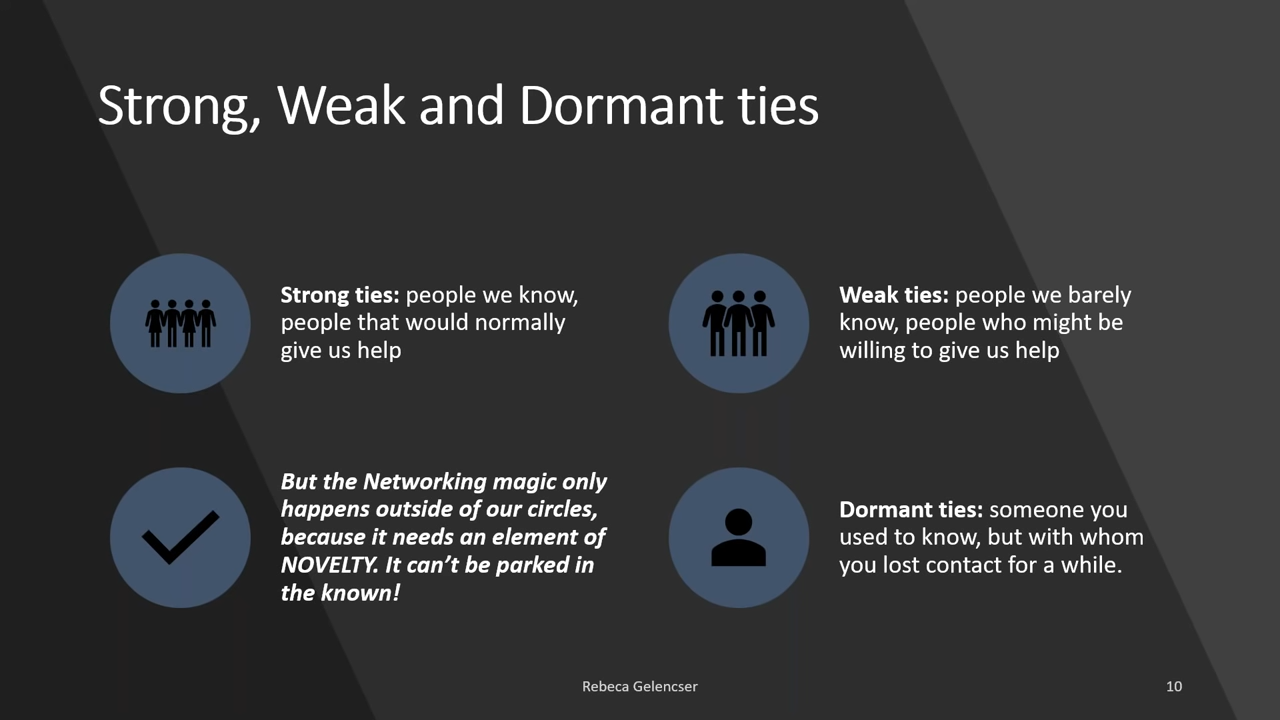 Strong, Weak and Dormant ties
Strong ties: people we know,
people that would normally
give us help
Weak ties: people we barely
know, people who might be
willing to give us help
But the Networking magic only
happens outside of our circles,
because it needs an element of
NOVELTY. It can’t be parked in
the known!
Dormant ties: someone you
used to know, but with whom
you lost contact for a while.
Rebeca Gelencser
10